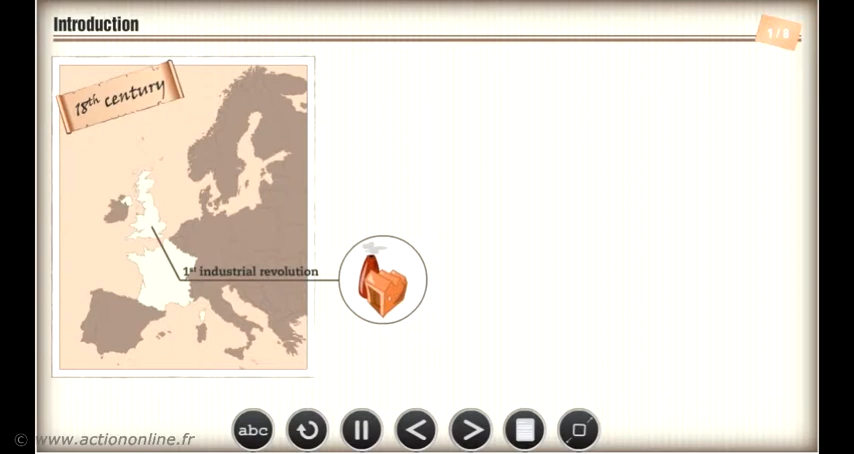 Introduction
1 / 8
18th century
1st industrial revolution
abc
© www.actiononline.fr